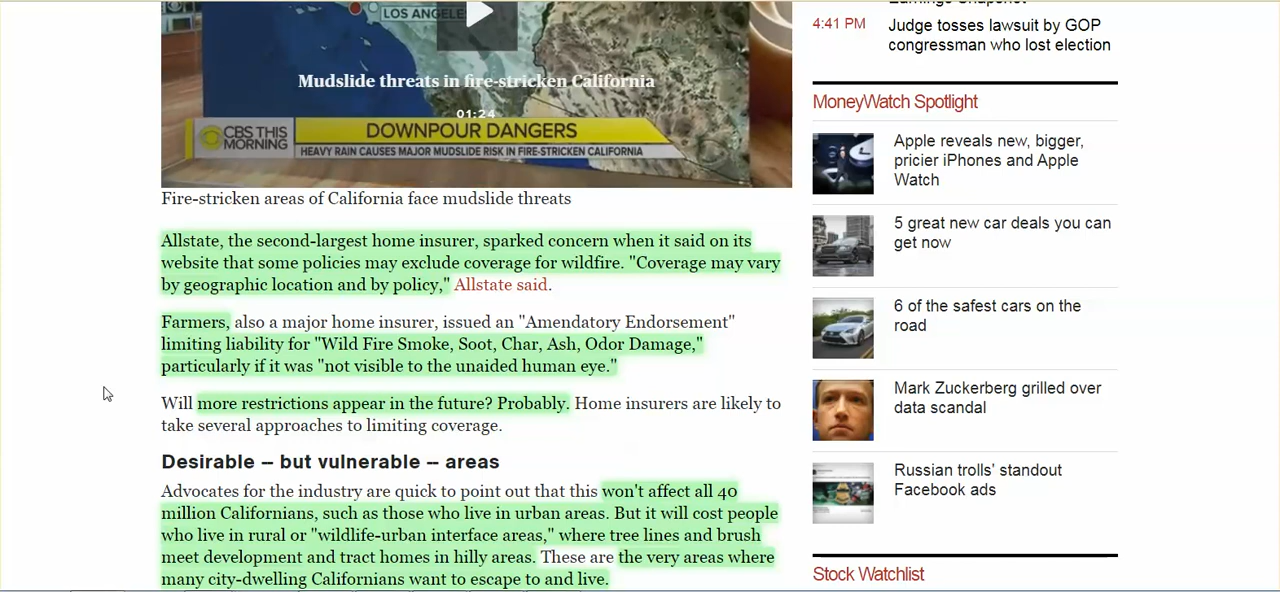 LOS ANGELES
Mudslide threats in fire-stricken California
01:24
CBS THIS
MORNING
DOWNPOUR DANGERS
HEAVY RAIN CAUSES MAJOR MUDSLIDE RISK IN FIRE-STRICKEN CALIFORNIA
Fire-stricken areas of California face mudslide threats
Allstate, the second-largest home insurer, sparked concern when it said on its
website that some policies may exclude coverage for wildfire. "Coverage may vary
by geographic location and by policy," Allstate said.
Farmers, also a major home insurer, issued an "Amendatory Endorsement"
limiting liability for "Wild Fire Smoke, Soot, Char, Ash, Odor Damage,"
particularly if it was "not visible to the unaided human eye."
Will more restrictions appear in the future? Probably. Home insurers are likely to
take several approaches to limiting coverage.
Desirable -- but vulnerable -- areas
Advocates for the industry are quick to point out that this won't affect all 40
million Californians, such as those who live in urban areas. But it will cost people
who live in rural or "wildlife-urban interface areas," where tree lines and brush
meet development and tract homes in hilly areas. These are the very areas where
many city-dwelling Californians want to escape to and live.
4:41 PM
Judge tosses lawsuit by GOP
congressman who lost election
MoneyWatch Spotlight
Apple reveals new, bigger,
pricier iPhones and Apple
Watch
5 great new car deals you can
get now
6 of the safest cars on the
road
Mark Zuckerberg grilled over
data scandal
Russian trolls' standout
Facebook ads
Stock Watchlist